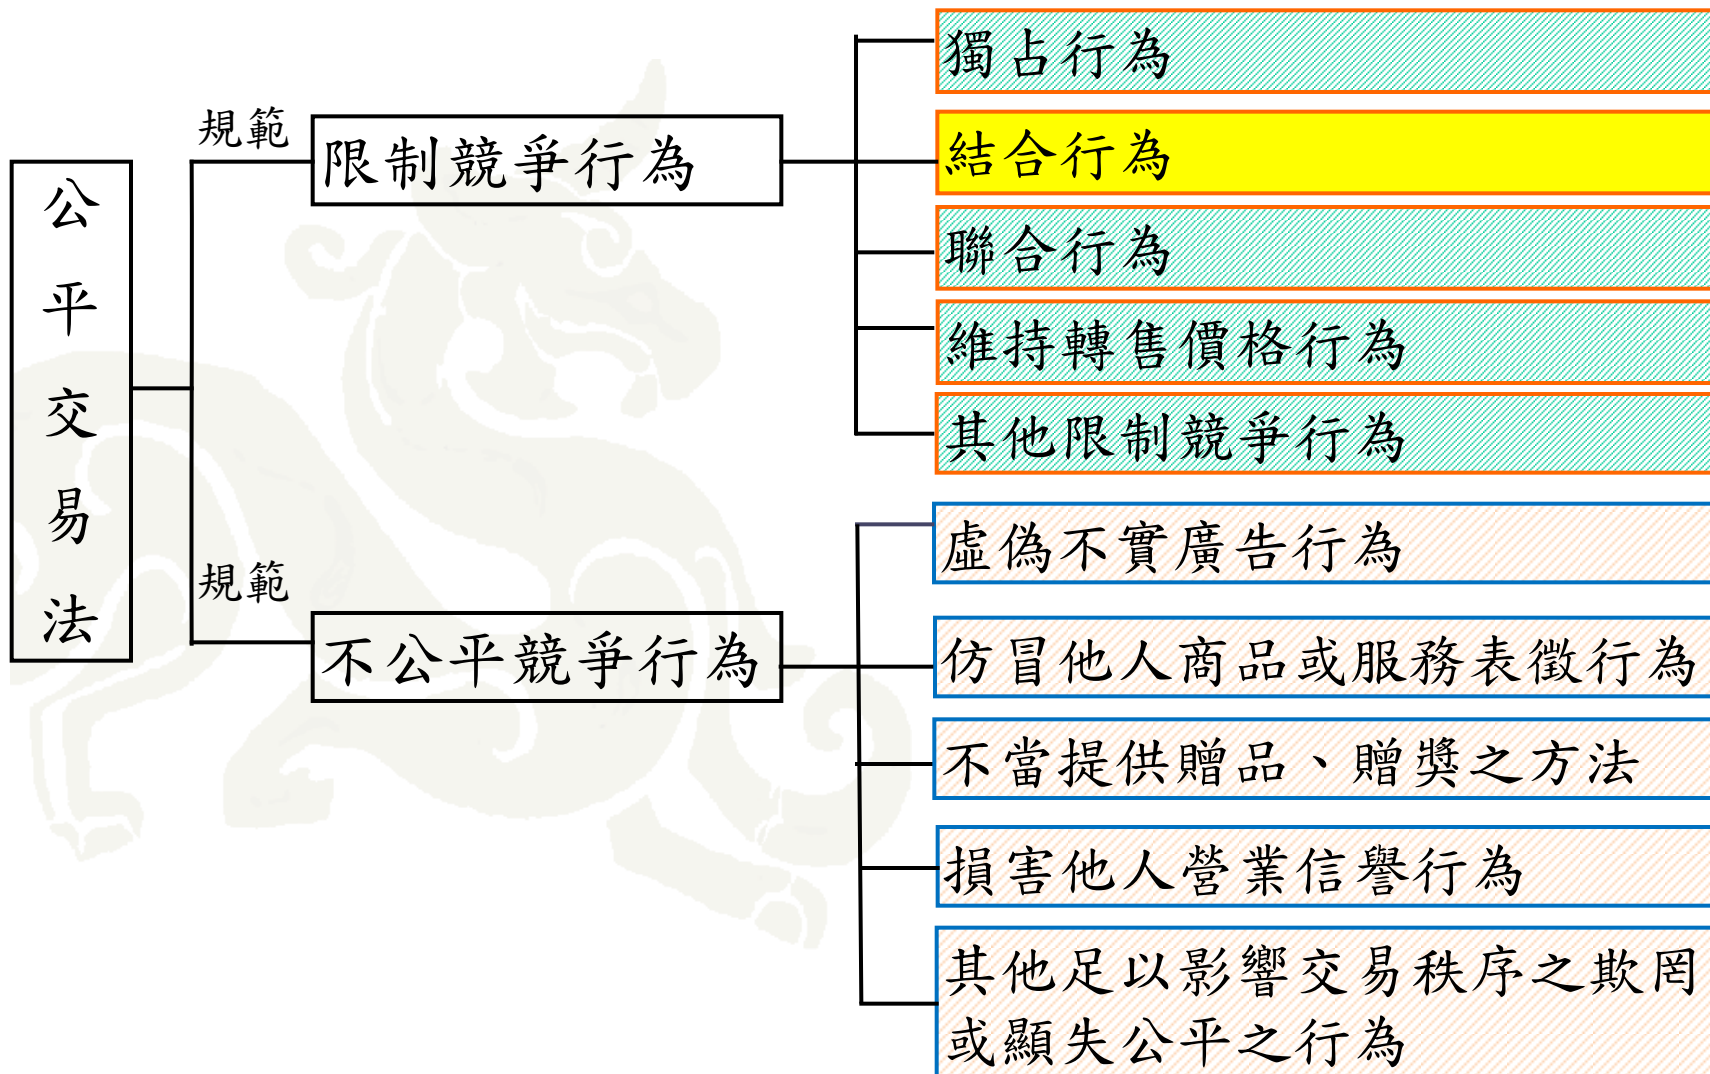 公平交易法
規範
限制競爭行為
獨占行為
結合行為
聯合行為
維持轉售價格行為
其他限制競爭行為
規範
不公平競爭行為
虛偽不實廣告行為
仿冒他人商品或服務表徵行為
不當提供贈品、贈獎之方法
損害他人營業信譽行為
其他足以影響交易秩序之欺罔
或顯失公平之行為